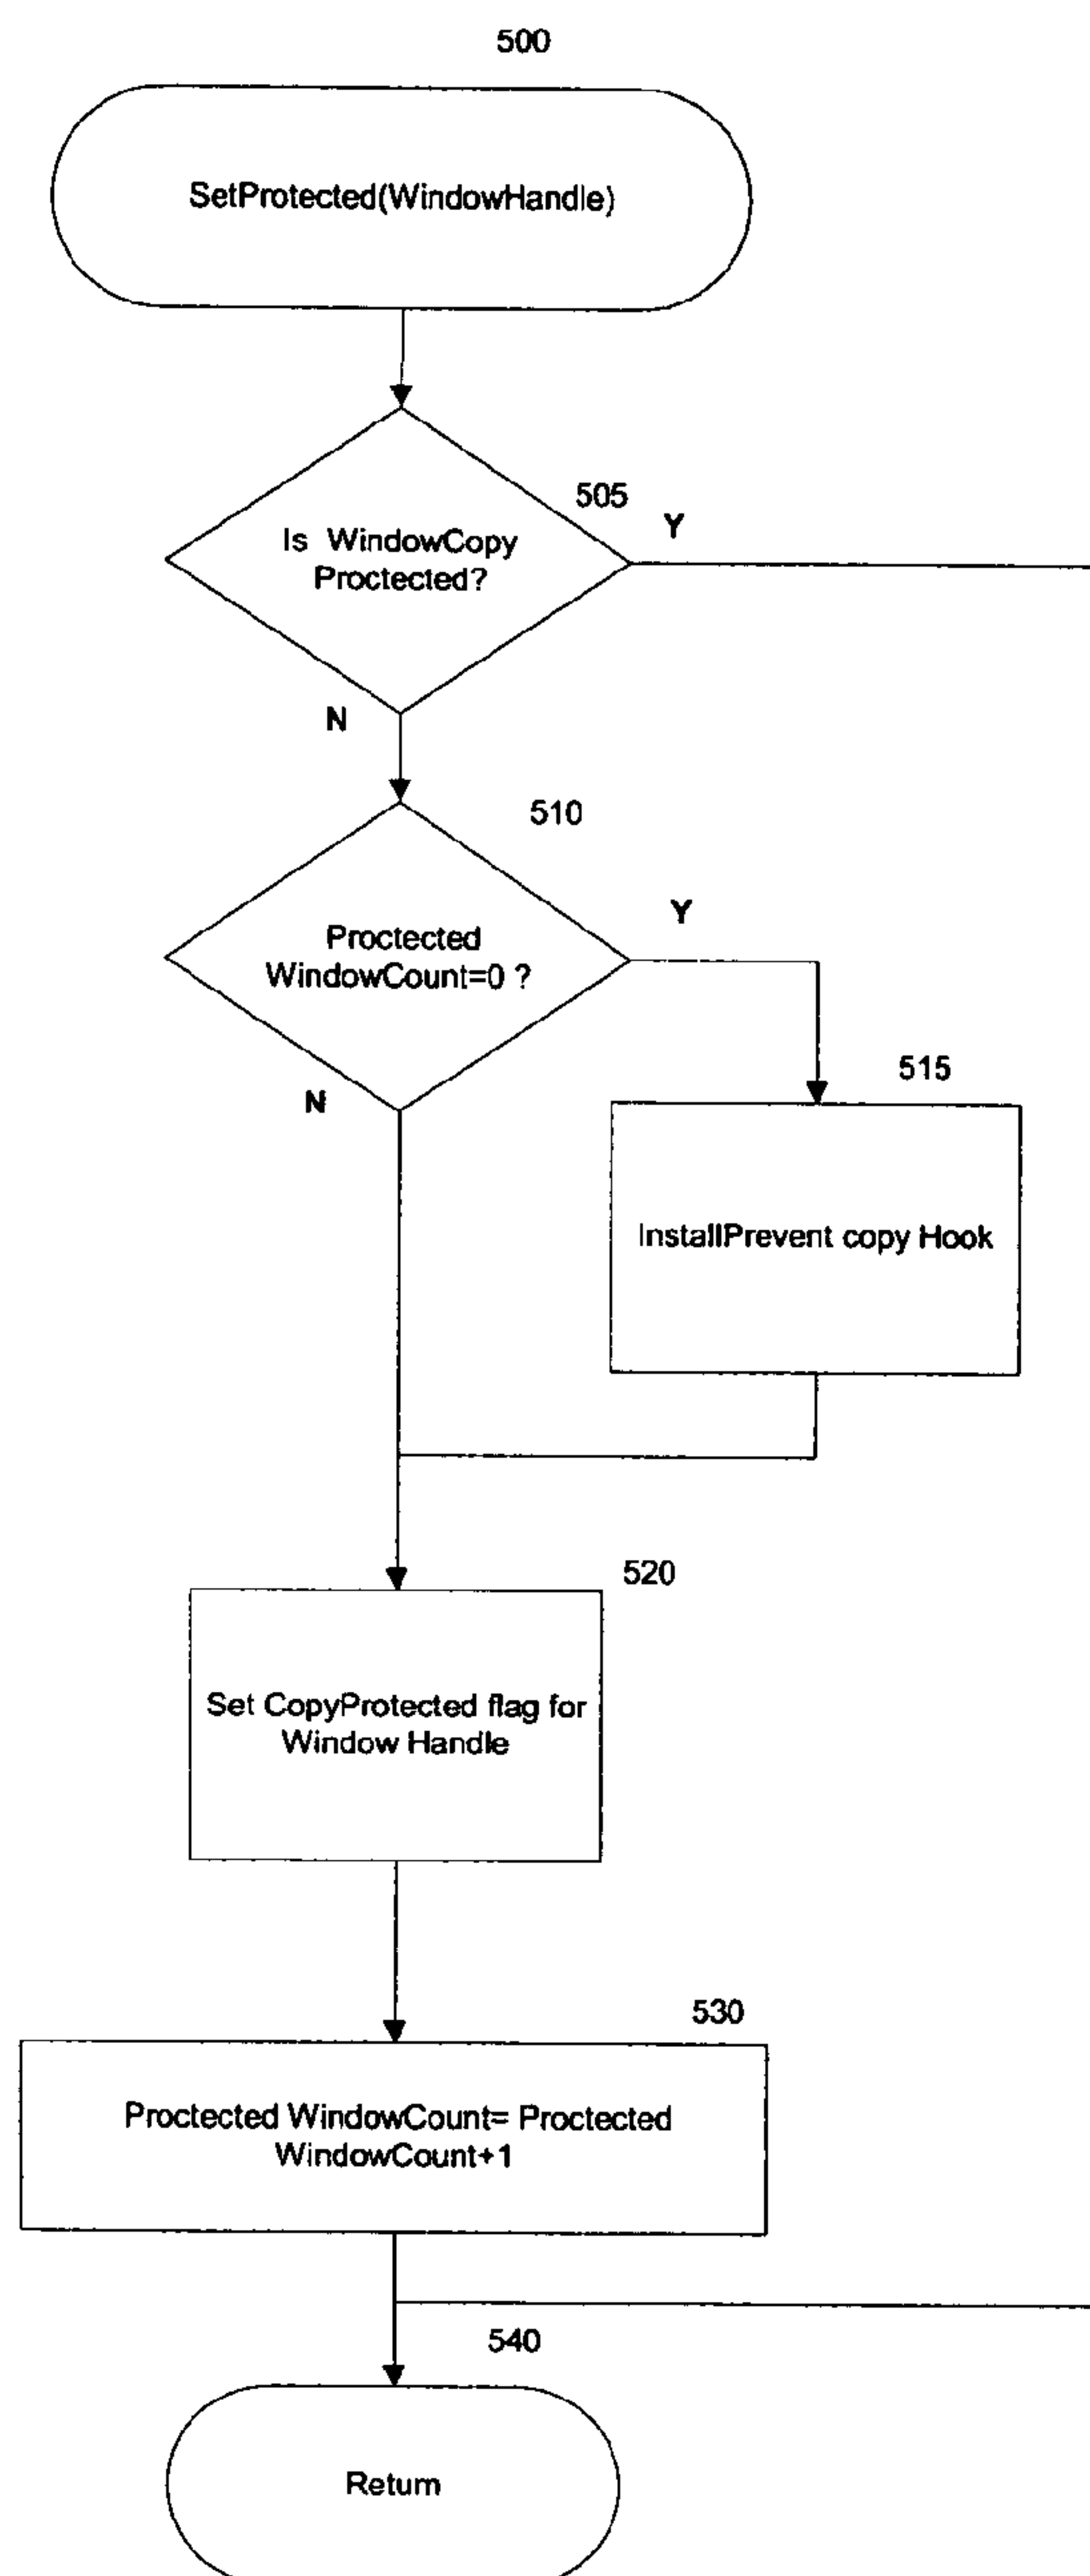 500
SetProtected(WindowHandle)
505
Y
Is WindowCopy
Proctected?
N
510
Y
Proctected
WindowCount=0 ?
N
515
InstallPrevent copy Hook
520
Set CopyProtected flag for
Window Handle
530
Proctected WindowCount= Proctected
WindowCount+1
540
Return